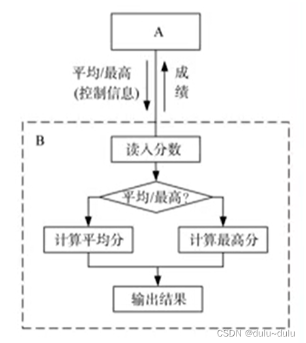 A
平均/最高
(控制信息)
成
绩
B
读入分数
平均/最高?
计算平均分
计算最高分
输出结果
CSDN @dulu~dulu